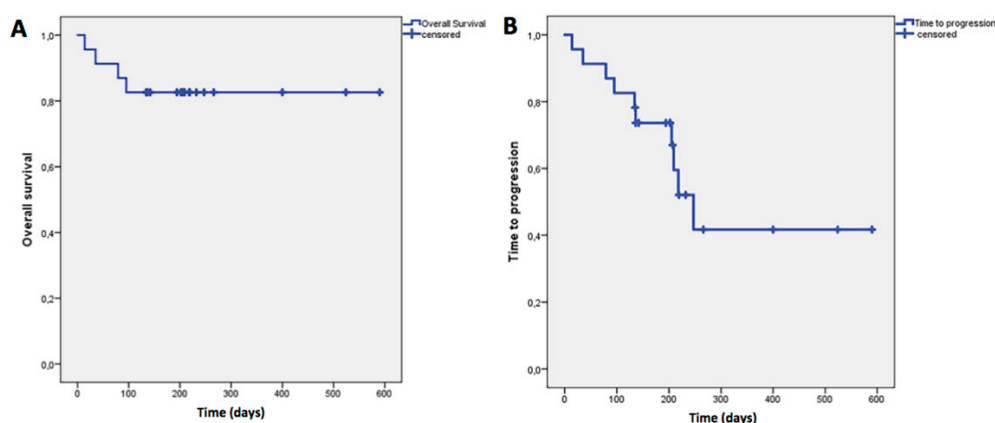 A
Overall Survival
censored
1,0
0,8
0,6
0,4
0,2
0,0
Overall survival
0 100 200 300 400 500 600
Time (days)
B
Time to progression
censored
1,0
0,8
0,6
0,4
0,2
0,0
Time to progression
0 100 200 300 400 500 600
Time (days)